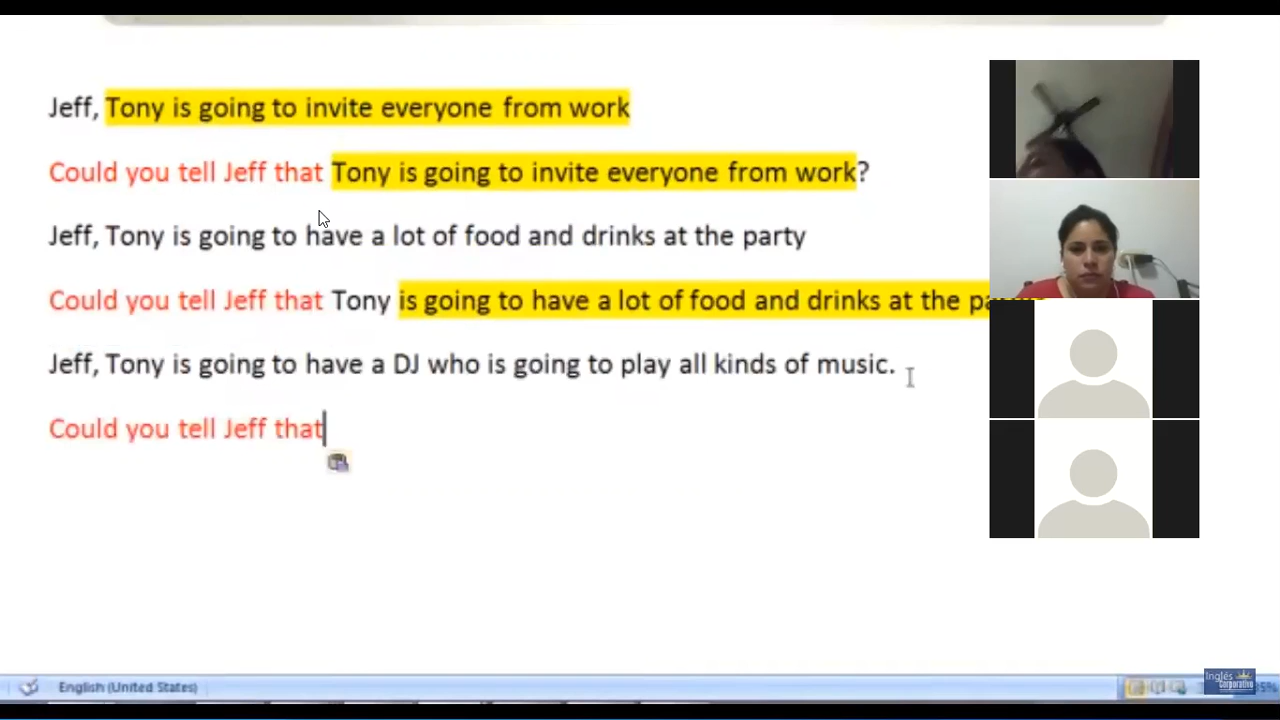 Jeff, Tony is going to invite everyone from work
Could you tell Jeff that Tony is going to invite everyone from work?
Jeff, Tony is going to have a lot of food and drinks at the party
Could you tell Jeff that Tony is going to have a lot of food and drinks at the
Jeff, Tony is going to have a DJ who is going to play all kinds of music.
Could you tell Jeff that
English (United States)
Inglés
Corporativo